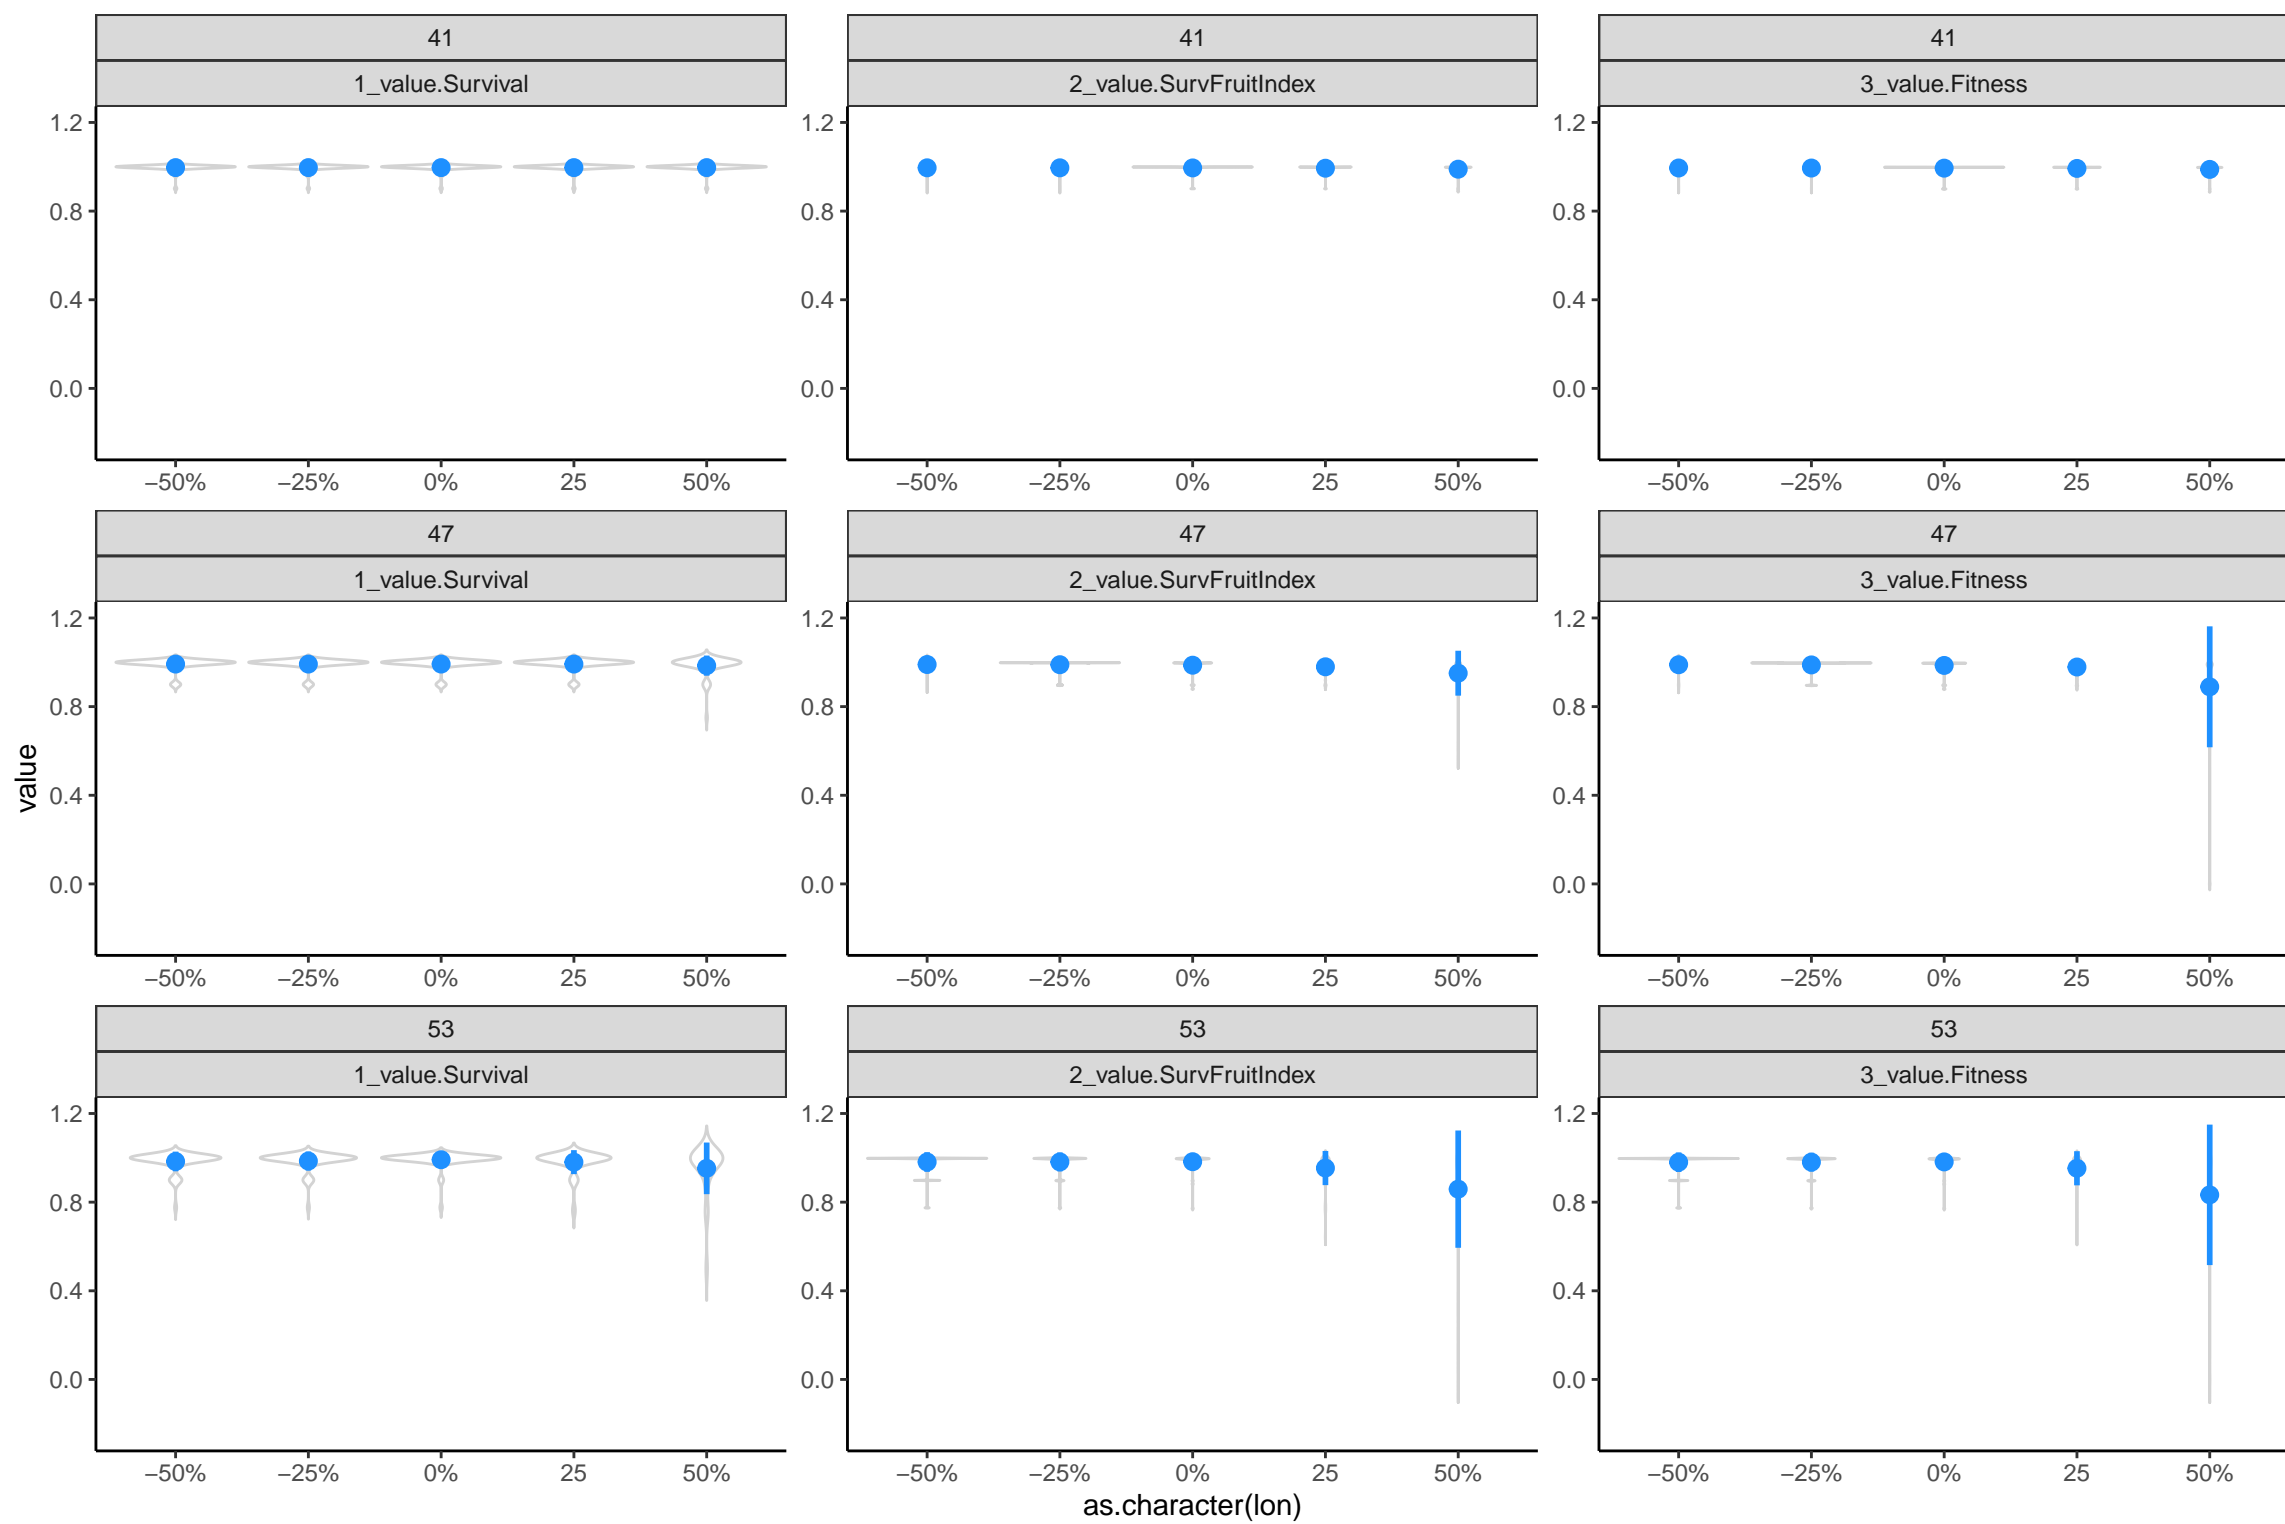 41 41 41
1_value.Survival 2_value.SurvFruitIndex 3_value.Fitness
1.2 1.2 1.2
0.8 0.8 0.8
0.4 0.4 0.4
0.0 0.0 0.0
−50% −25% 0% 25 50% −50% −25% 0% 25 50% −50% −25% 0% 25 50%
47 47 47
1_value.Survival 2_value.SurvFruitIndex 3_value.Fitness
1.2 1.2 1.2
0.8 0.8 0.8
value
0.4 0.4 0.4
0.0 0.0 0.0
−50% −25% 0% 25 50% −50% −25% 0% 25 50% −50% −25% 0% 25 50%
53 53 53
1_value.Survival 2_value.SurvFruitIndex 3_value.Fitness
1.2 1.2 1.2
0.8 0.8 0.8
0.4 0.4 0.4
0.0 0.0 0.0
−50% −25% 0% 25 50% −50% −25% 0% 25 50% −50% −25% 0% 25 50%
as.character(lon)